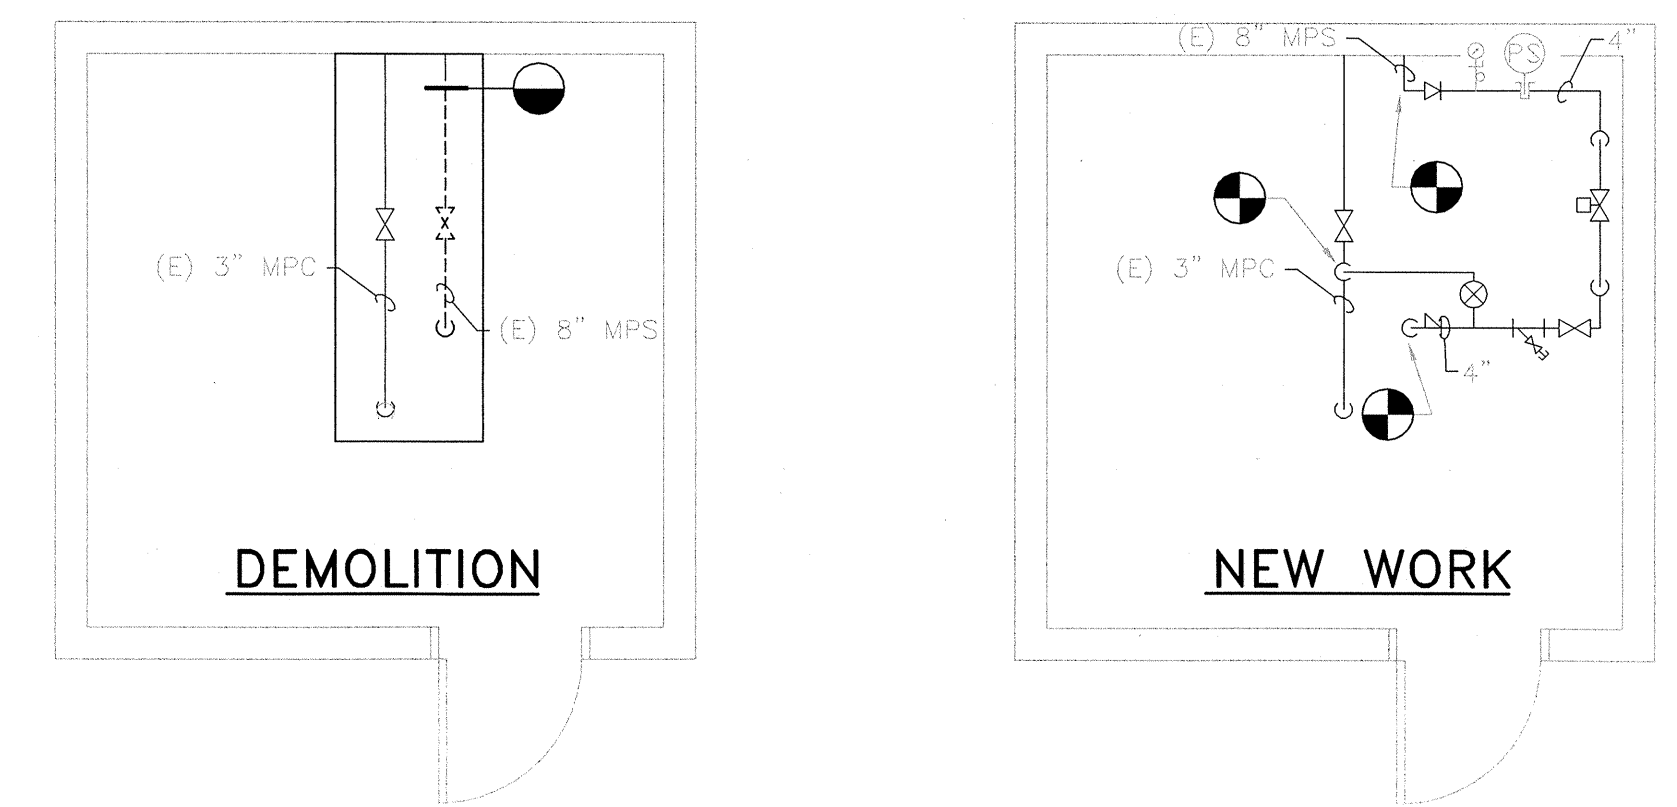 (E) 3" MPC
(E) 8" MPS
DEMOLITION
(E) 8" MPS
PS
4"
(E) 3" MPC
4"
NEW WORK